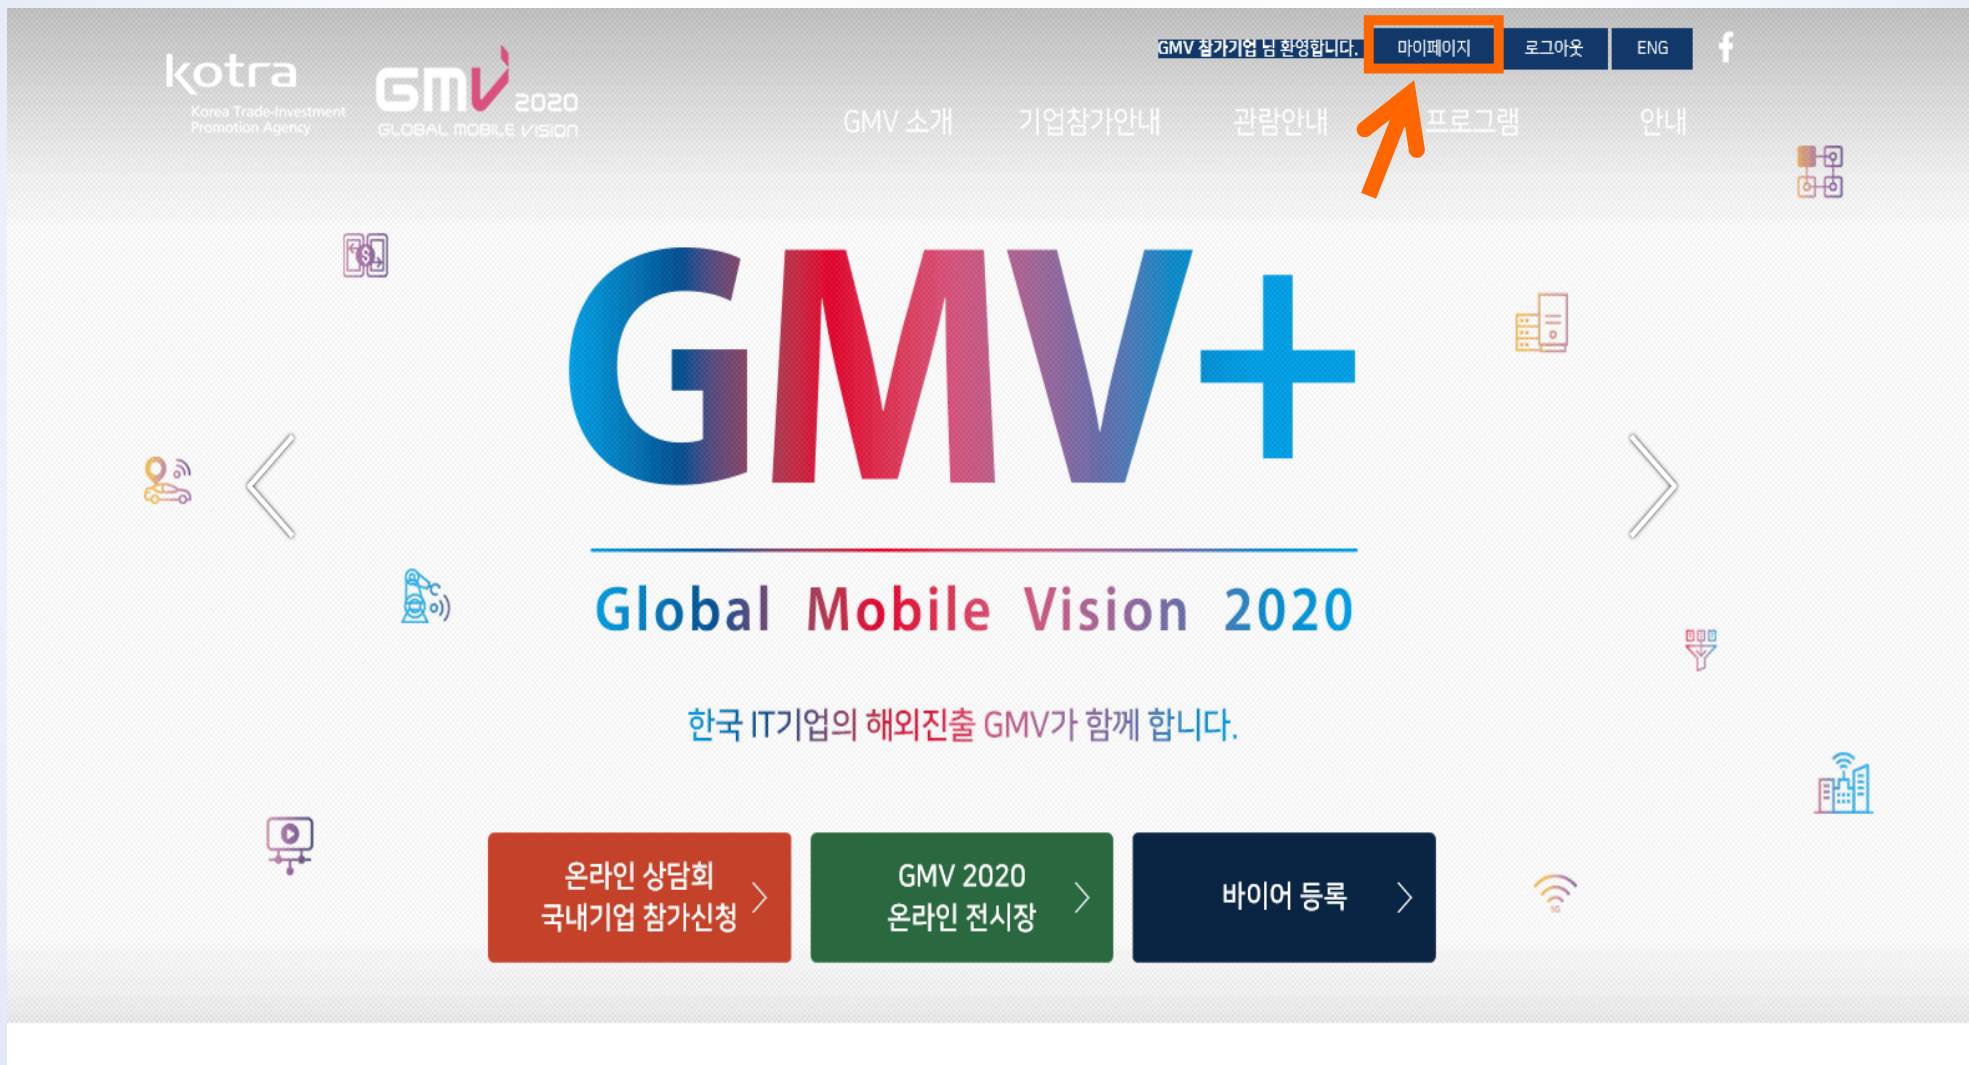 GMV 참가기업 님 환영합니다. 마이페이지 로그아웃 ENG f
kotra
Korea Trade-Investment
Promotion Agency
GMV 2020
GLOBAL MOBILE VISION
GMV 소개 기업참가안내 관람안내 프로그램 안내
GMV+
Global Mobile Vision 2020
한국 IT기업의 해외진출 GMV가 함께 합니다.
온라인 상담회
국내기업 참가신청
GMV 2020
온라인 전시장
바이어 등록
5G